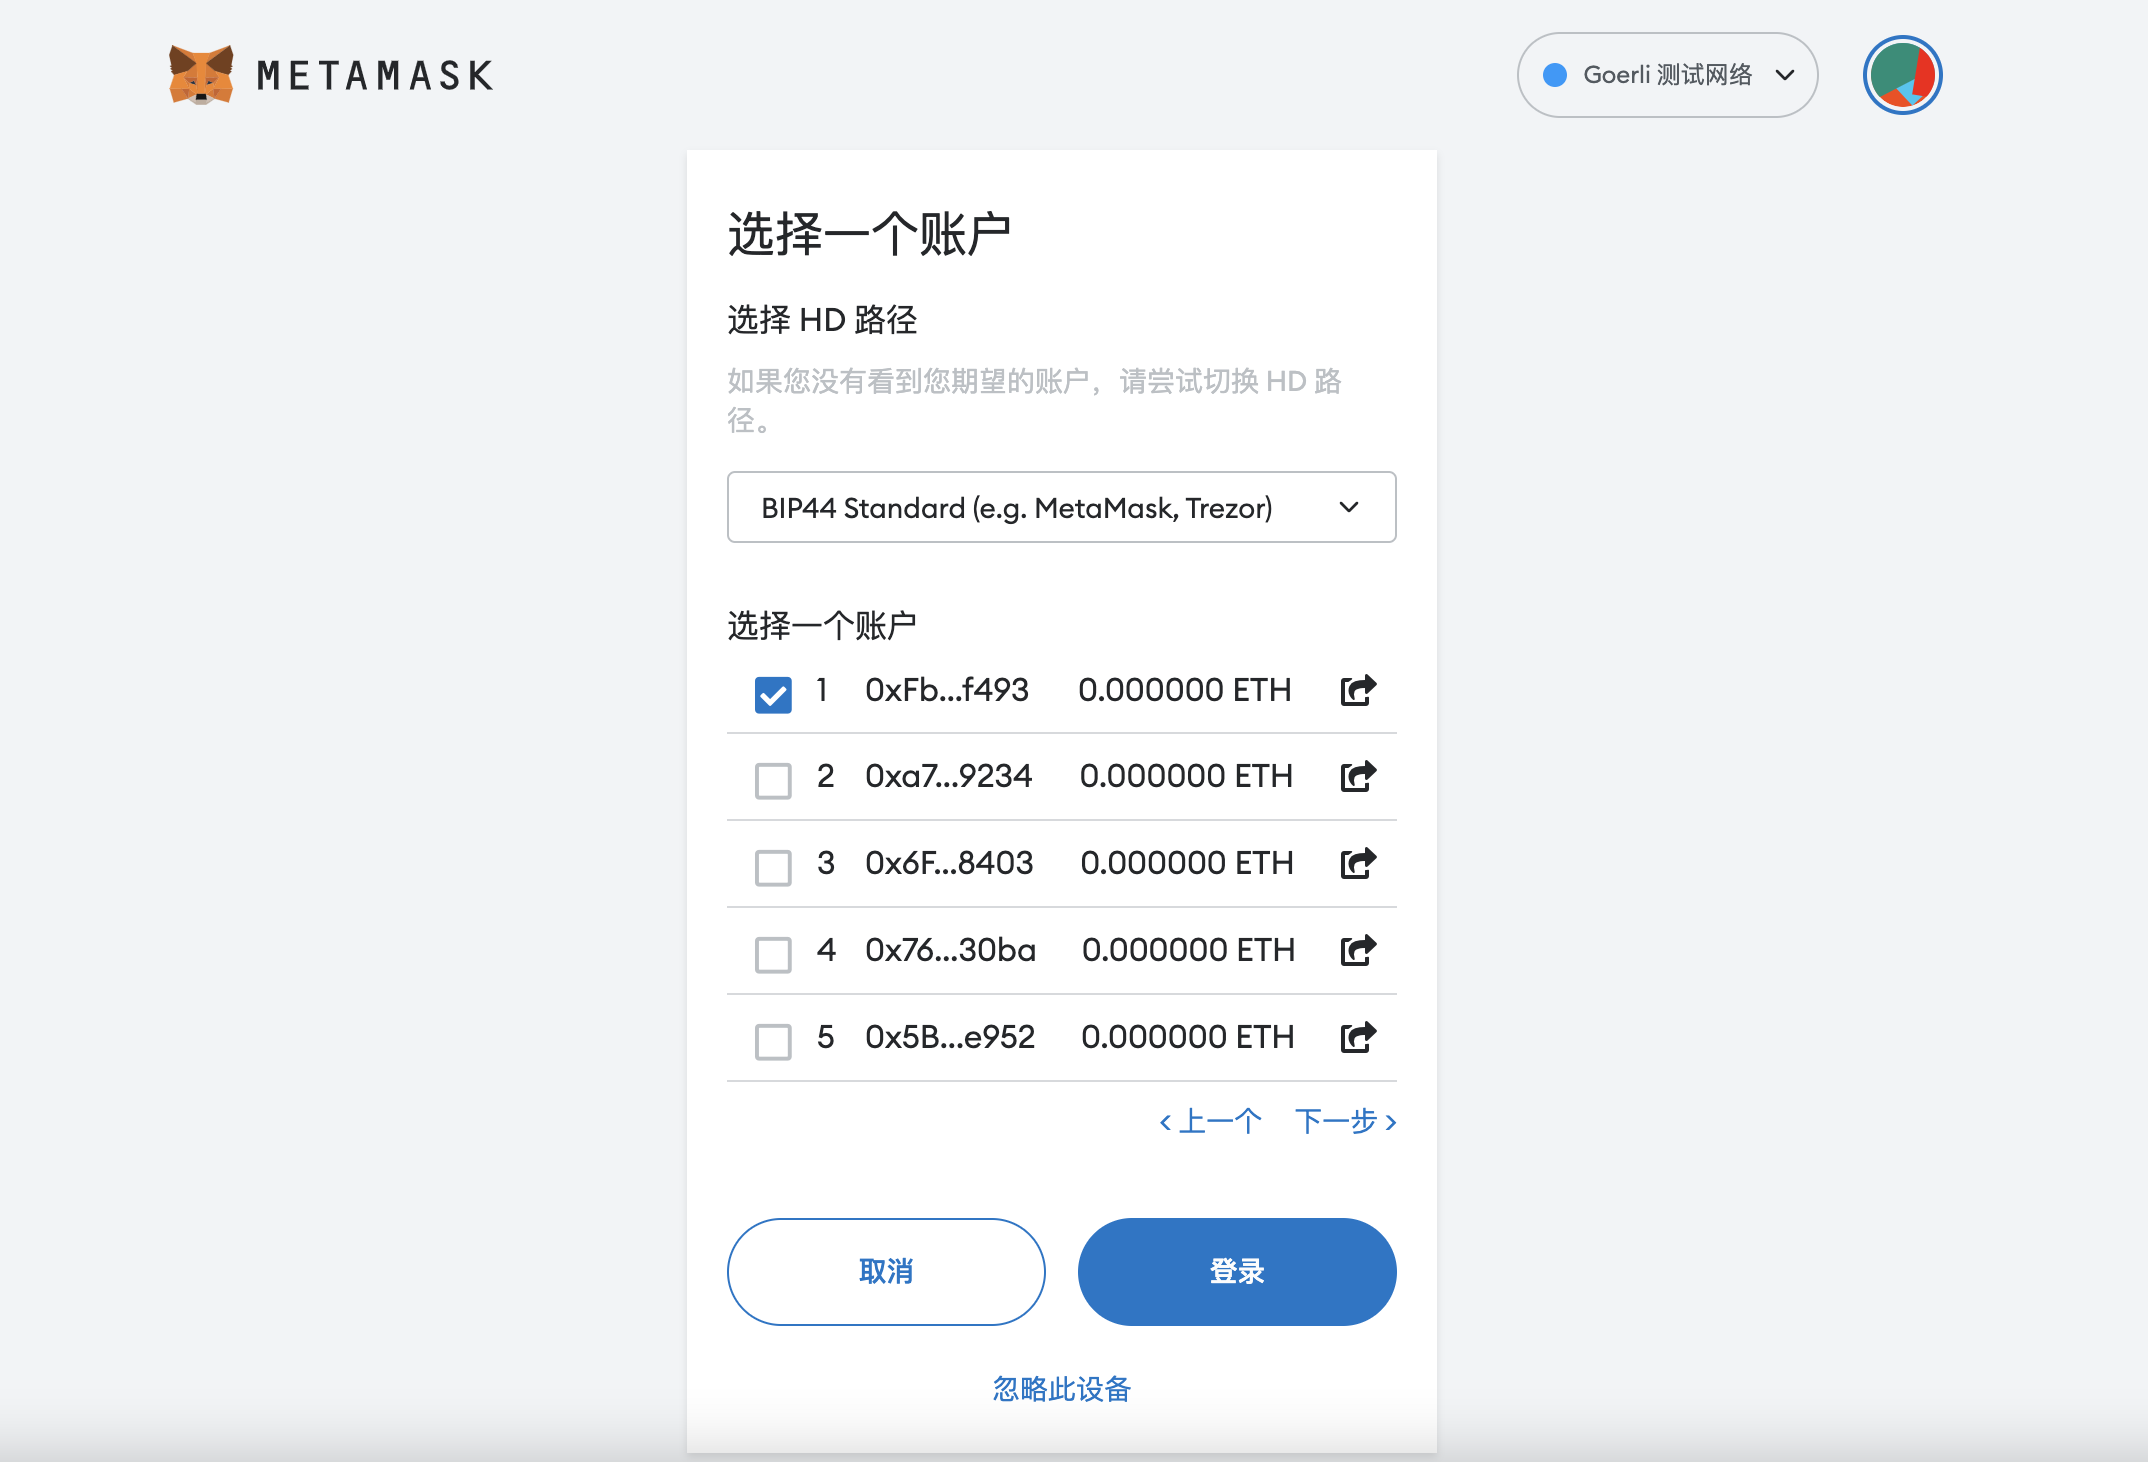 METAMASK
Goerli 测试网络
选择一个账户
选择 HD 路径
如果您没有看到您期望的账户，请尝试切换 HD 路
径。
BIP44 Standard (e.g. MetaMask, Trezor)
选择一个账户
1 0xFb...f493 0.000000 ETH
2 0xa7...9234 0.000000 ETH
3 0x6F...8403 0.000000 ETH
4 0x76...30ba 0.000000 ETH
5 0x5B...e952 0.000000 ETH
< 上一个 下一步 >
取消 登录
忽略此设备